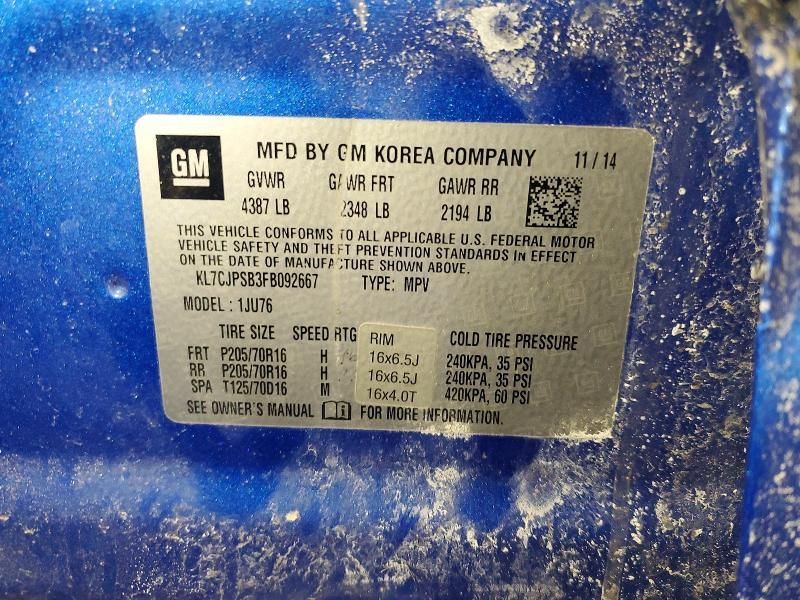 GM MFD BY GM KOREA COMPANY 11/14
GVWR GAWR FRT GAWR RR
4387 LB 2348 LB 2194 LB
THIS VEHICLE CONFORMS TO ALL APPLICABLE U.S. FEDERAL MOTOR
VEHICLE SAFETY AND THEFT PREVENTION STANDARDS IN EFFECT
ON THE DATE OF MANUFACTURE SHOWN ABOVE.
KL7CJPSB3FB092667 TYPE: MPV
MODEL : 1JU76
TIRE SIZE SPEED RTG RIM COLD TIRE PRESSURE
FRT P205/70R16 H 16x6.5J 240KPA, 35 PSI
RR P205/70R16 H 16x6.5J 240KPA, 35 PSI
SPA T125/70D16 M 16x4.0T 420KPA, 60 PSI
SEE OWNER'S MANUAL FOR MORE INFORMATION.